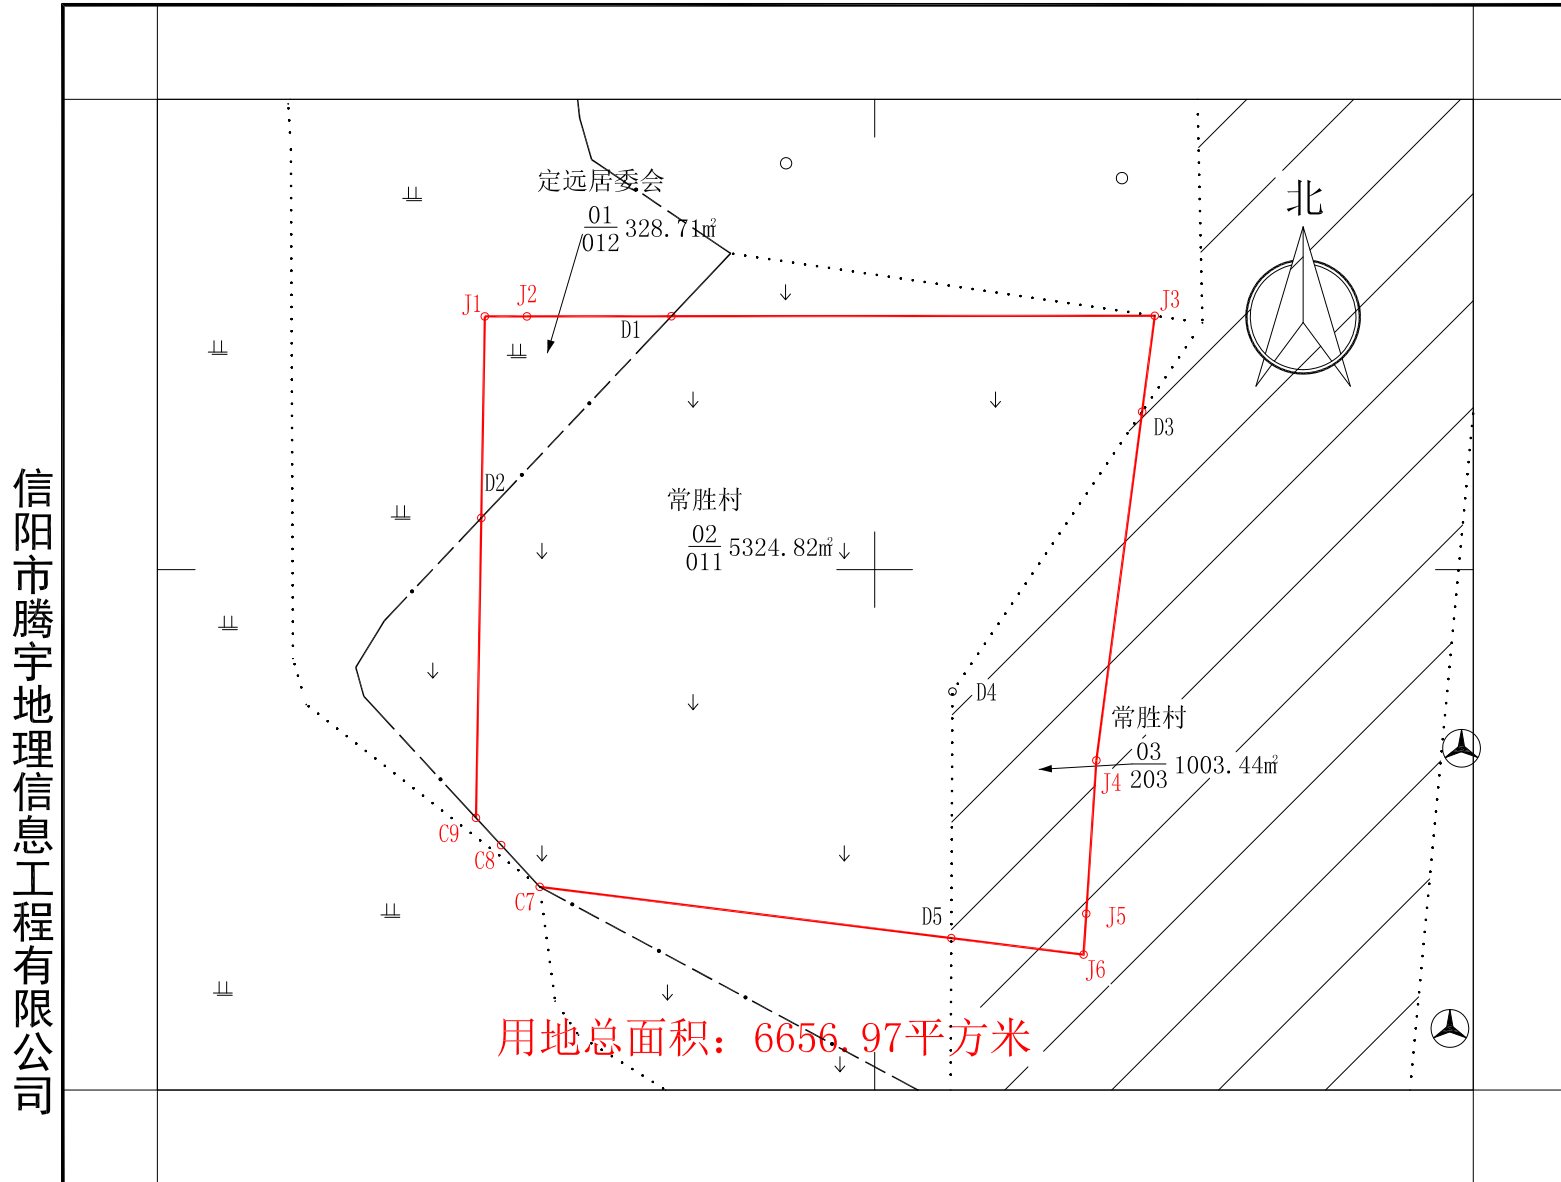 信阳市腾宇地理信息工程有限公司
定远居委会
01
012
328.71㎡
北
J1
J2
D1
J3
D3
D2
常胜村
02
011
5324.82㎡
D4
常胜村
03
203
1003.44㎡
J4
C9
C8
C7
D5
J5
J6
用地总面积：6656.97平方米